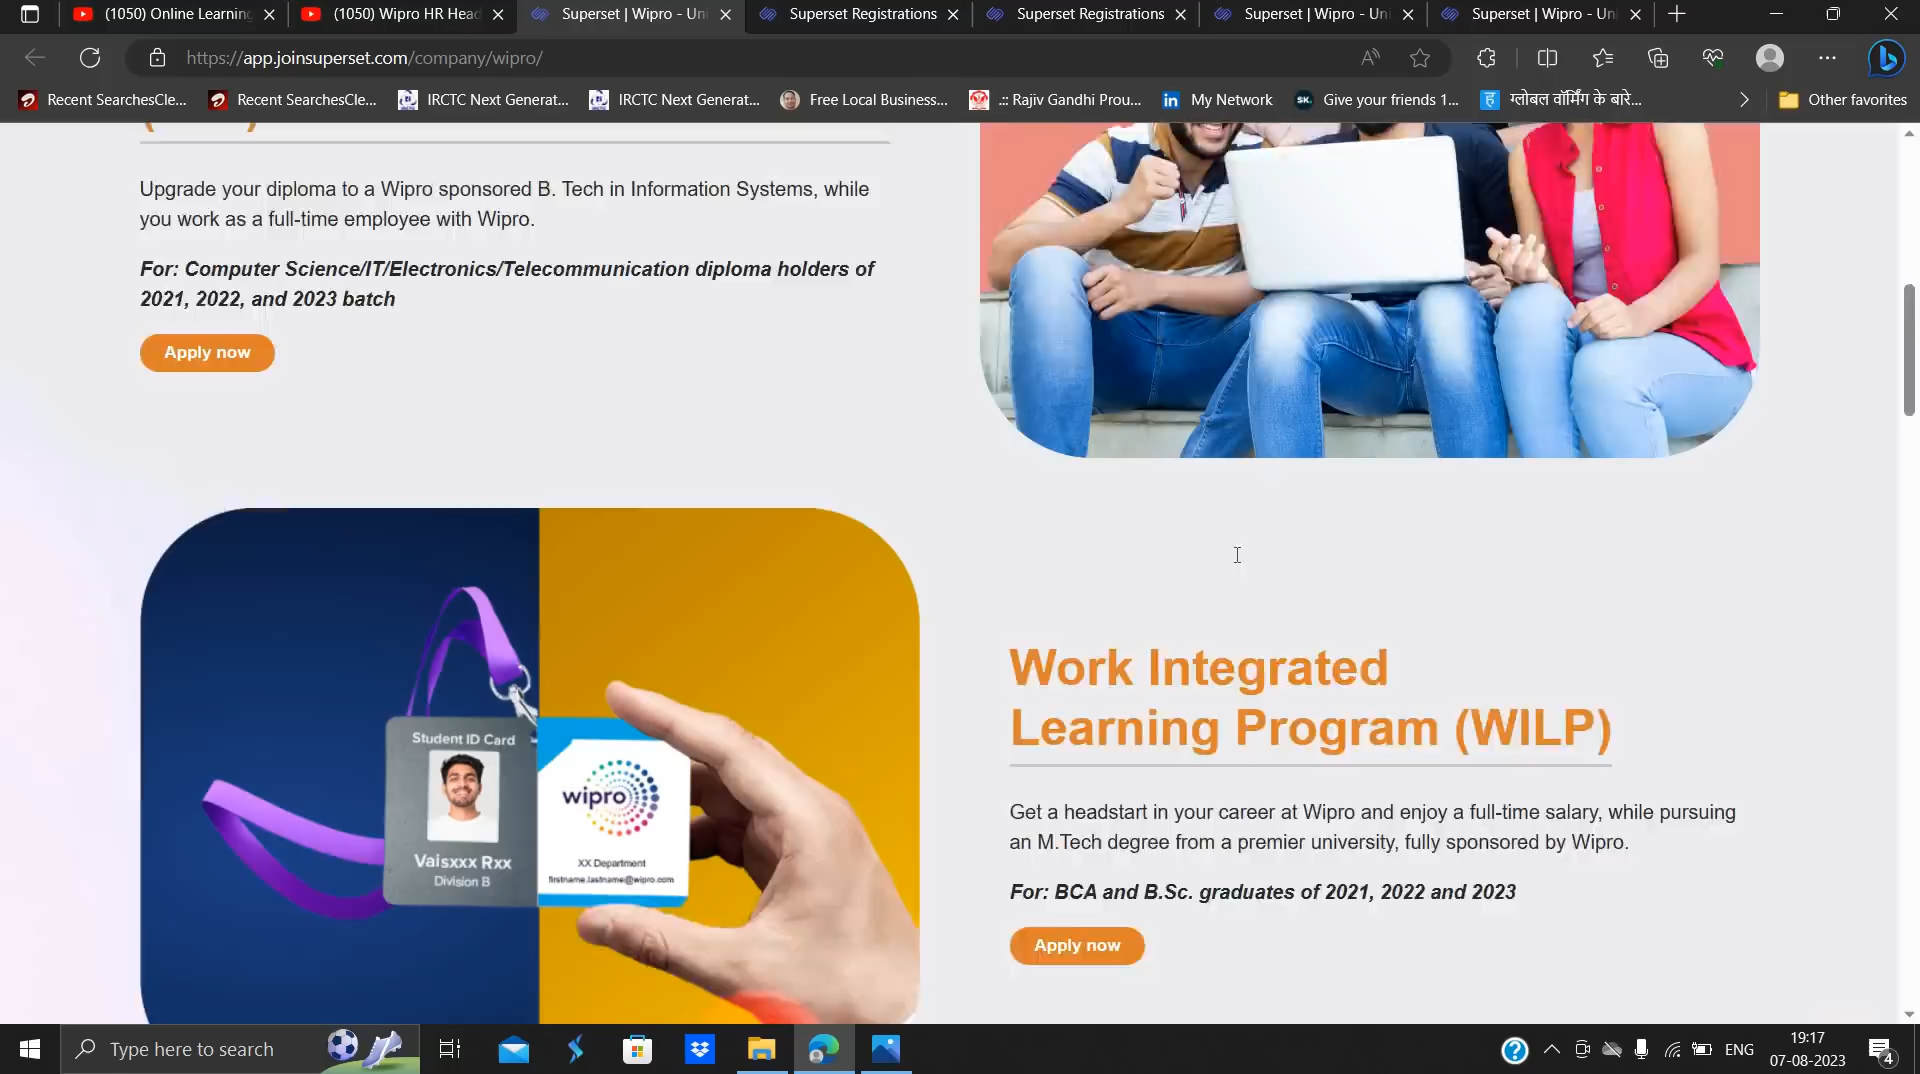 (1050) Online Learning
(1050) Wipro HR Head
Superset | Wipro - Uni
Superset Registrations
Superset Registrations
Superset | Wipro - Uni
Superset | Wipro - Uni
https://app.joinsuperset.com/company/wipro/
Recent SearchesCle...
Recent SearchesCle...
IRCTC Next Generat...
IRCTC Next Generat...
Free Local Business...
.:: Rajiv Gandhi Prou...
in My Network
SK. Give your friends 1...
ह ग्लोबल वॉर्मिंग के बारे...
Other favorites
Upgrade your diploma to a Wipro sponsored B. Tech in Information Systems, while
you work as a full-time employee with Wipro.
For: Computer Science/IT/Electronics/Telecommunication diploma holders of
2021, 2022, and 2023 batch
Apply now
Student ID Card
Vaisxxx Rxx
Division B
wipro
XX Department
firstname.lastname@wipro.com
Work Integrated
Learning Program (WILP)
Get a headstart in your career at Wipro and enjoy a full-time salary, while pursuing
an M.Tech degree from a premier university, fully sponsored by Wipro.
For: BCA and B.Sc. graduates of 2021, 2022 and 2023
Apply now
Type here to search
ENG
19:17
07-08-2023
4